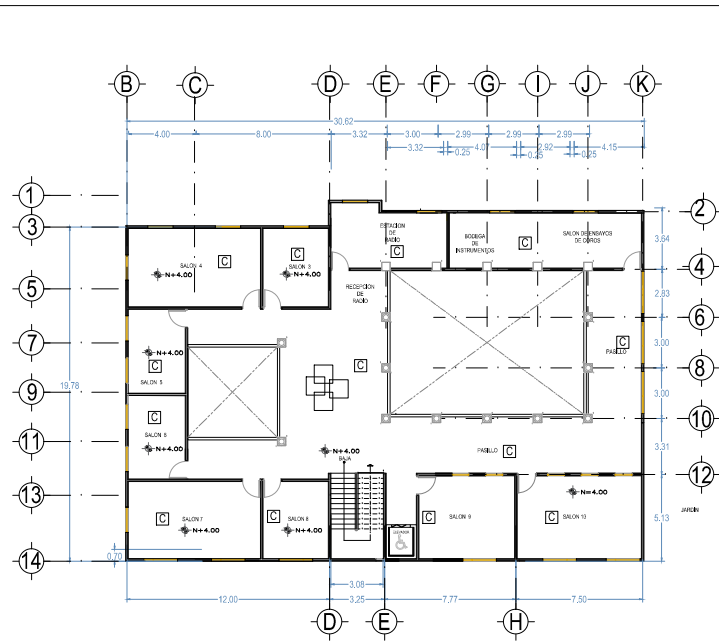 B C D E F G I J K
30.62
4.00 8.00 3.32 3.00 2.99 2.99 2.99
3.32 0.25 4.07 0.25 2.92 0.25 4.15
1
2
3
ESTACION
DE
RADIO
C
BODEGA
DE
INSTRUMENTOS
C
SALON DE ENSAYOS
DE COROS
3.64
SALON 4
C
N+4.00
C
SALON 3
N+4.00
4
5
RECEPCION
DE
RADIO
2.83
6
7
N+4.00
C
SALON 5
C
3.00
C
PASILLO
8
19.78
9
C
SALON 6
N+4.00
3.00
10
11
N+4.00
BAJA
PASILLO
C
3.31
12
13
C
SALON 7
N+4.00
C
SALON 8
N+4.00
ELEVADOR
C
SALON 9
N=4.00
C
SALON 10
JARDIN
5.13
14
0.70
3.08
12.00 3.25 7.77 7.50
D E H